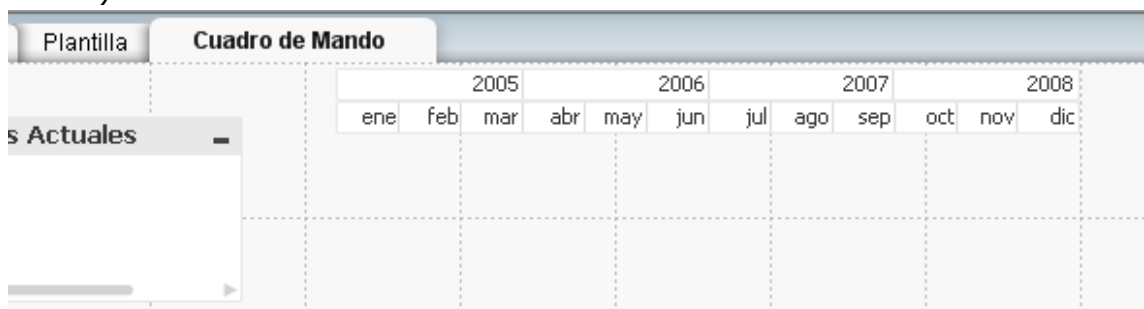 )
Plantilla Cuadro de Mando
2005 2006 2007 2008
ene feb mar abr may jun jul ago sep oct nov dic
s Actuales